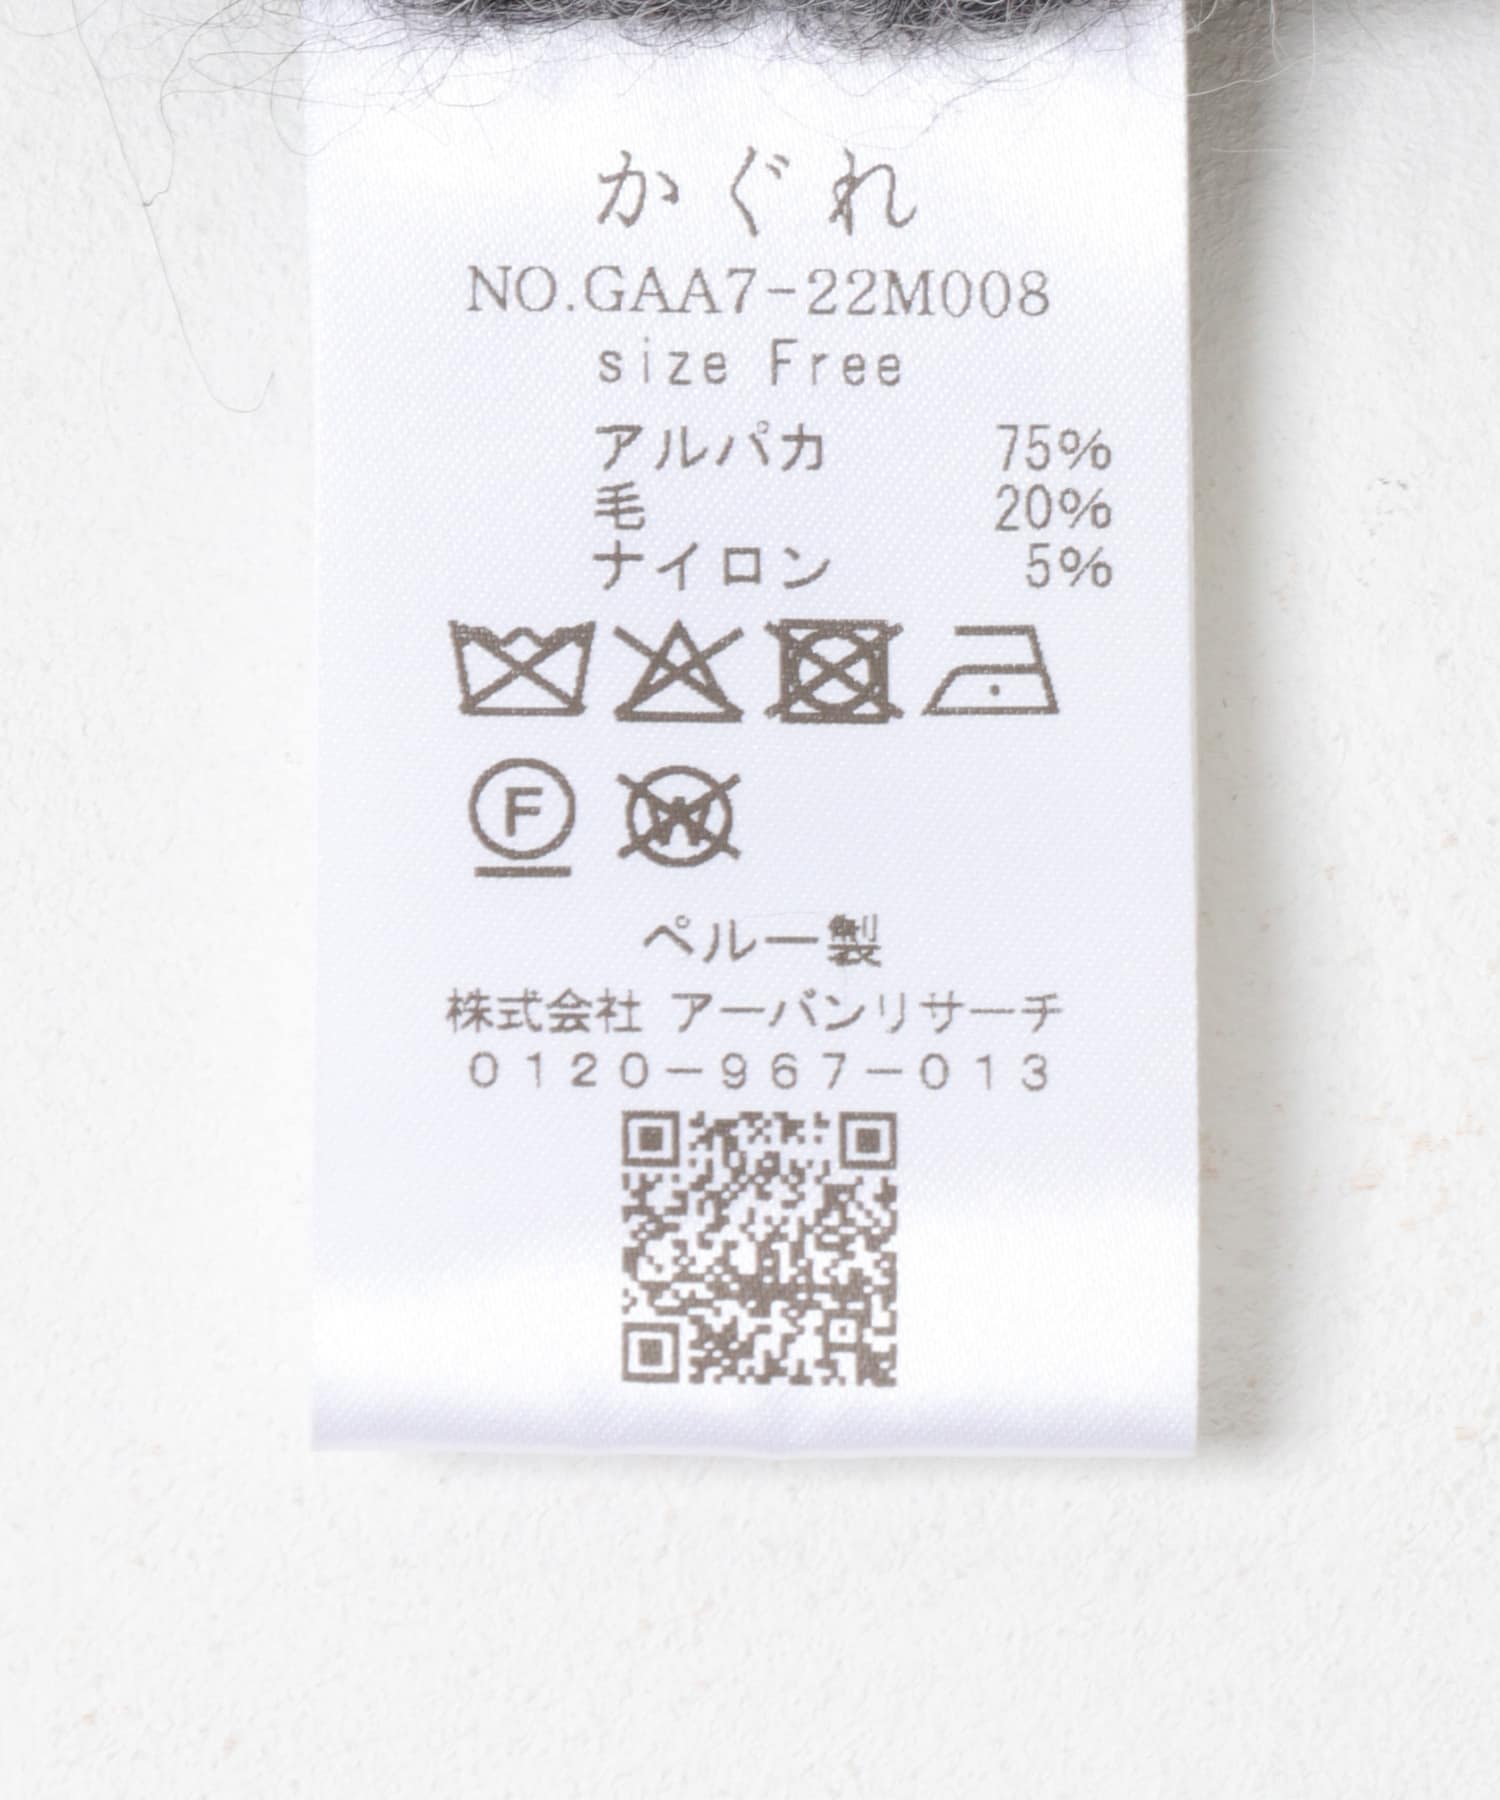 かぐれ
NO.GAA7-22M008
size Free
アルパカ 75%
毛 20%
ナイロン 5%
F
W
ペルー製
株式会社 アーバンリサーチ
0120-967-013